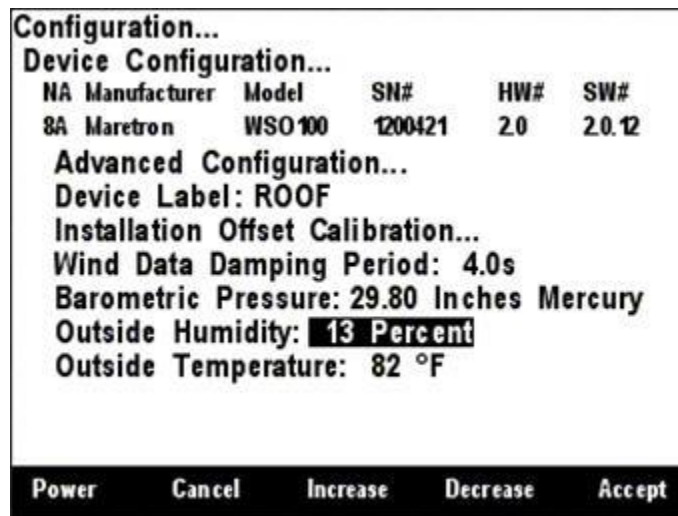 Configuration...
Device Configuration...
NA Manufacturer Model SN# HW# SW#
8A Maretron WSO100 1200421 2.0 2.0.12
Advanced Configuration...
Device Label: ROOF
Installation Offset Calibration...
Wind Data Damping Period: 4.0s
Barometric Pressure: 29.80 Inches Mercury
Outside Humidity: 13 Percent
Outside Temperature: 82 °F
Power Cancel Increase Decrease Accept